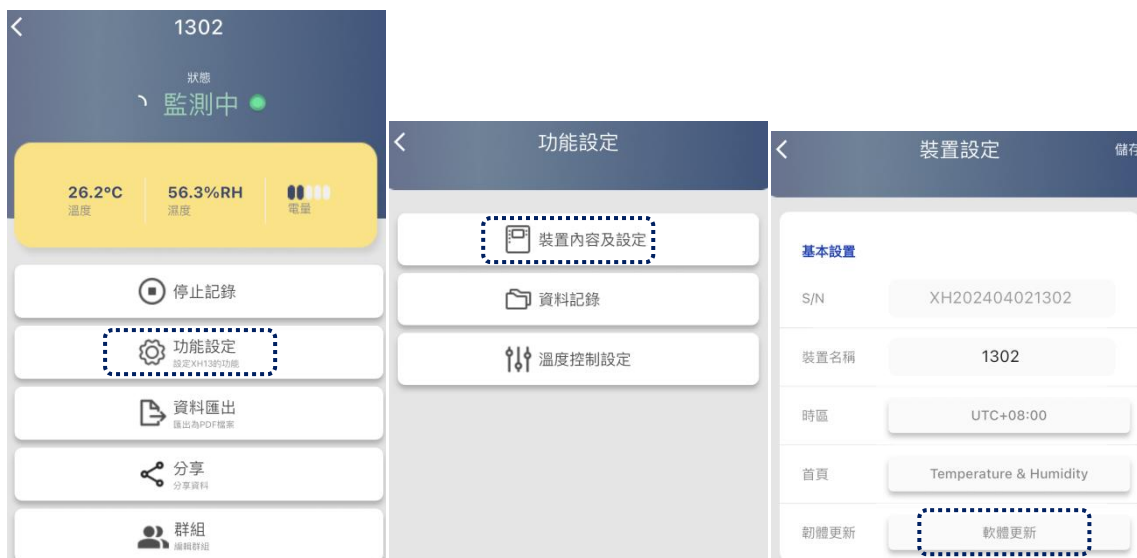 1302
狀態
監測中
26.2°C
溫度
56.3%RH
濕度
電量
停止記錄
功能設定
設定XH13的功能
資料匯出
匯出為PDF檔案
分享
分享資料
群組
編輯群組
功能設定
裝置內容及設定
資料記錄
溫度控制設定
裝置設定
儲存
基本設置
S/N
XH202404021302
裝置名稱
1302
時區
UTC+08:00
首頁
Temperature & Humidity
韌體更新
軟體更新